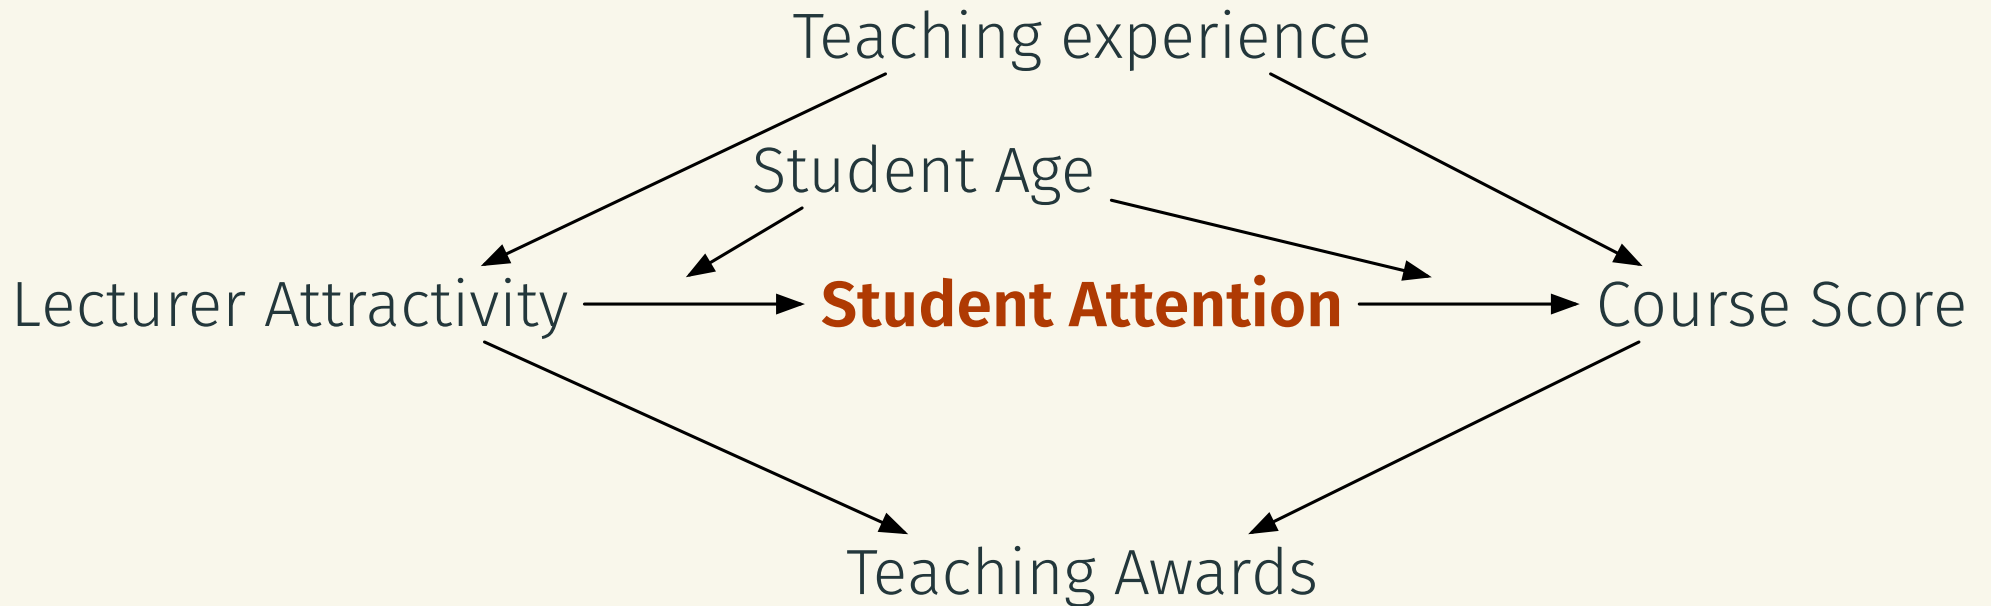 Teaching experience
Student Age
Lecturer Attractivity
Student Attention
Course Score
Teaching Awards